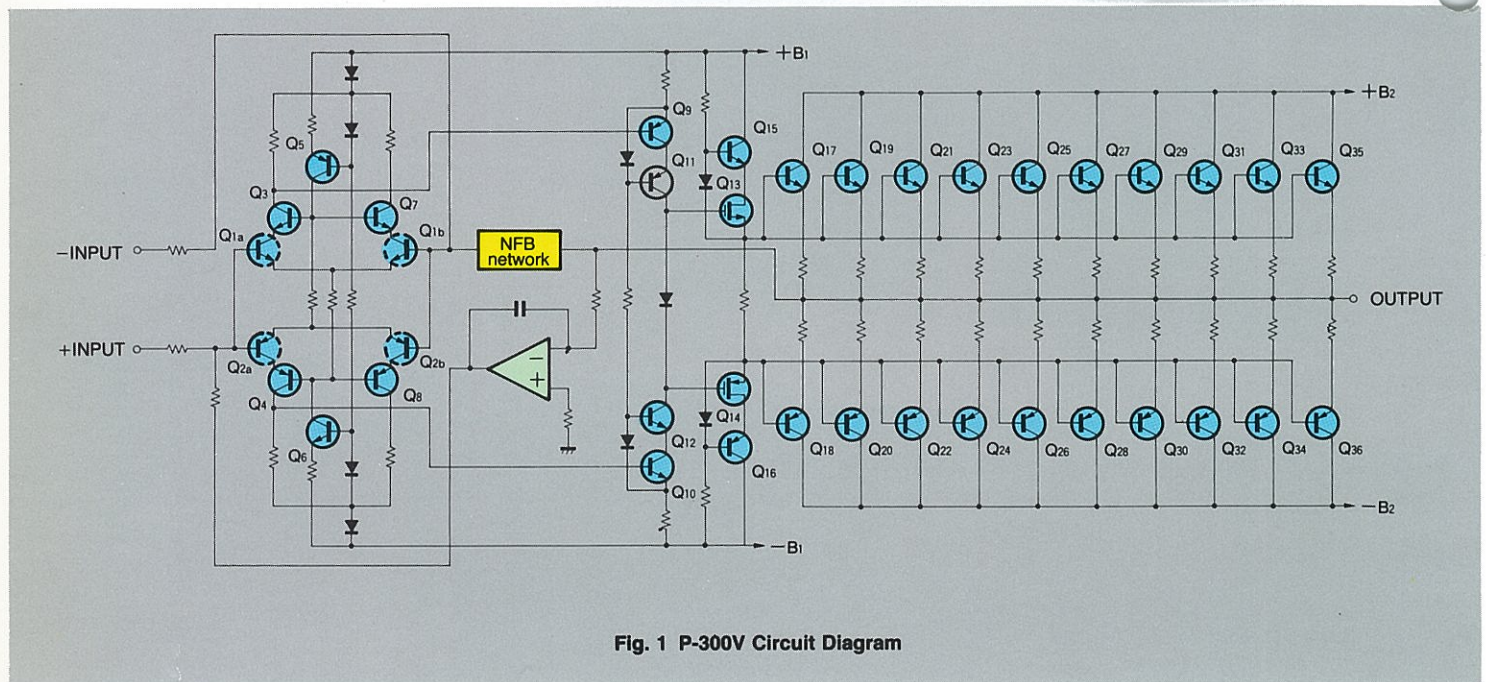 +B1
Q9
Q15
+B2
Q5
Q11
Q17
Q19
Q21
Q23
Q25
Q27
Q29
Q31
Q33
Q35
Q3
Q7
Q13
Q1a
Q1b
−INPUT
NFB
network
OUTPUT
+INPUT
−
+
Q2a
Q2b
Q4
Q8
Q14
Q6
Q12
Q16
Q18
Q20
Q22
Q24
Q26
Q28
Q30
Q32
Q34
Q36
Q10
−B2
−B1
Fig. 1 P-300V Circuit Diagram